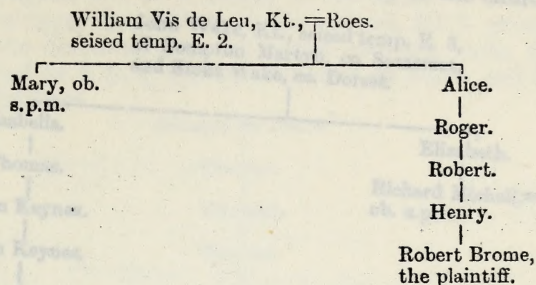 William Vis de Leu, Kt.,=Roes.
seised temp. E. 2.
Mary, ob.
s.p.m.
Alice.
Roger.
Robert.
Henry.
Robert Brome,
the plaintiff.